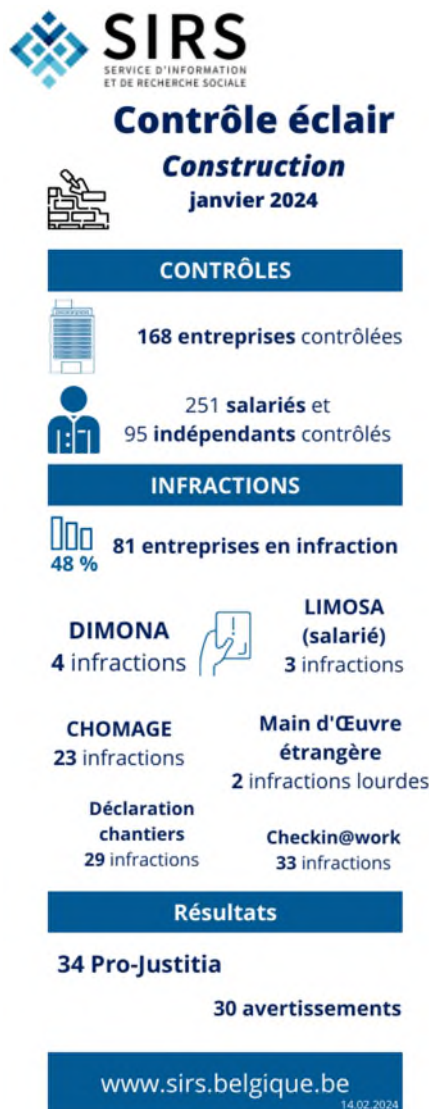 SIRS
SERVICE D'INFORMATION
ET DE RECHERCHE SOCIALE
Contrôle éclair
Construction
janvier 2024
CONTRÔLES
168 entreprises contrôlées
251 salariés et
95 indépendants contrôlés
INFRACTIONS
48 %
81 entreprises en infraction
DIMONA
4 infractions
LIMOSA
(salarié)
3 infractions
CHOMAGE
23 infractions
Main d'Œuvre
étrangère
2 infractions lourdes
Déclaration
chantiers
29 infractions
Checkin@work
33 infractions
Résultats
34 Pro-Justitia
30 avertissements
www.sirs.belgique.be
14.02.2024